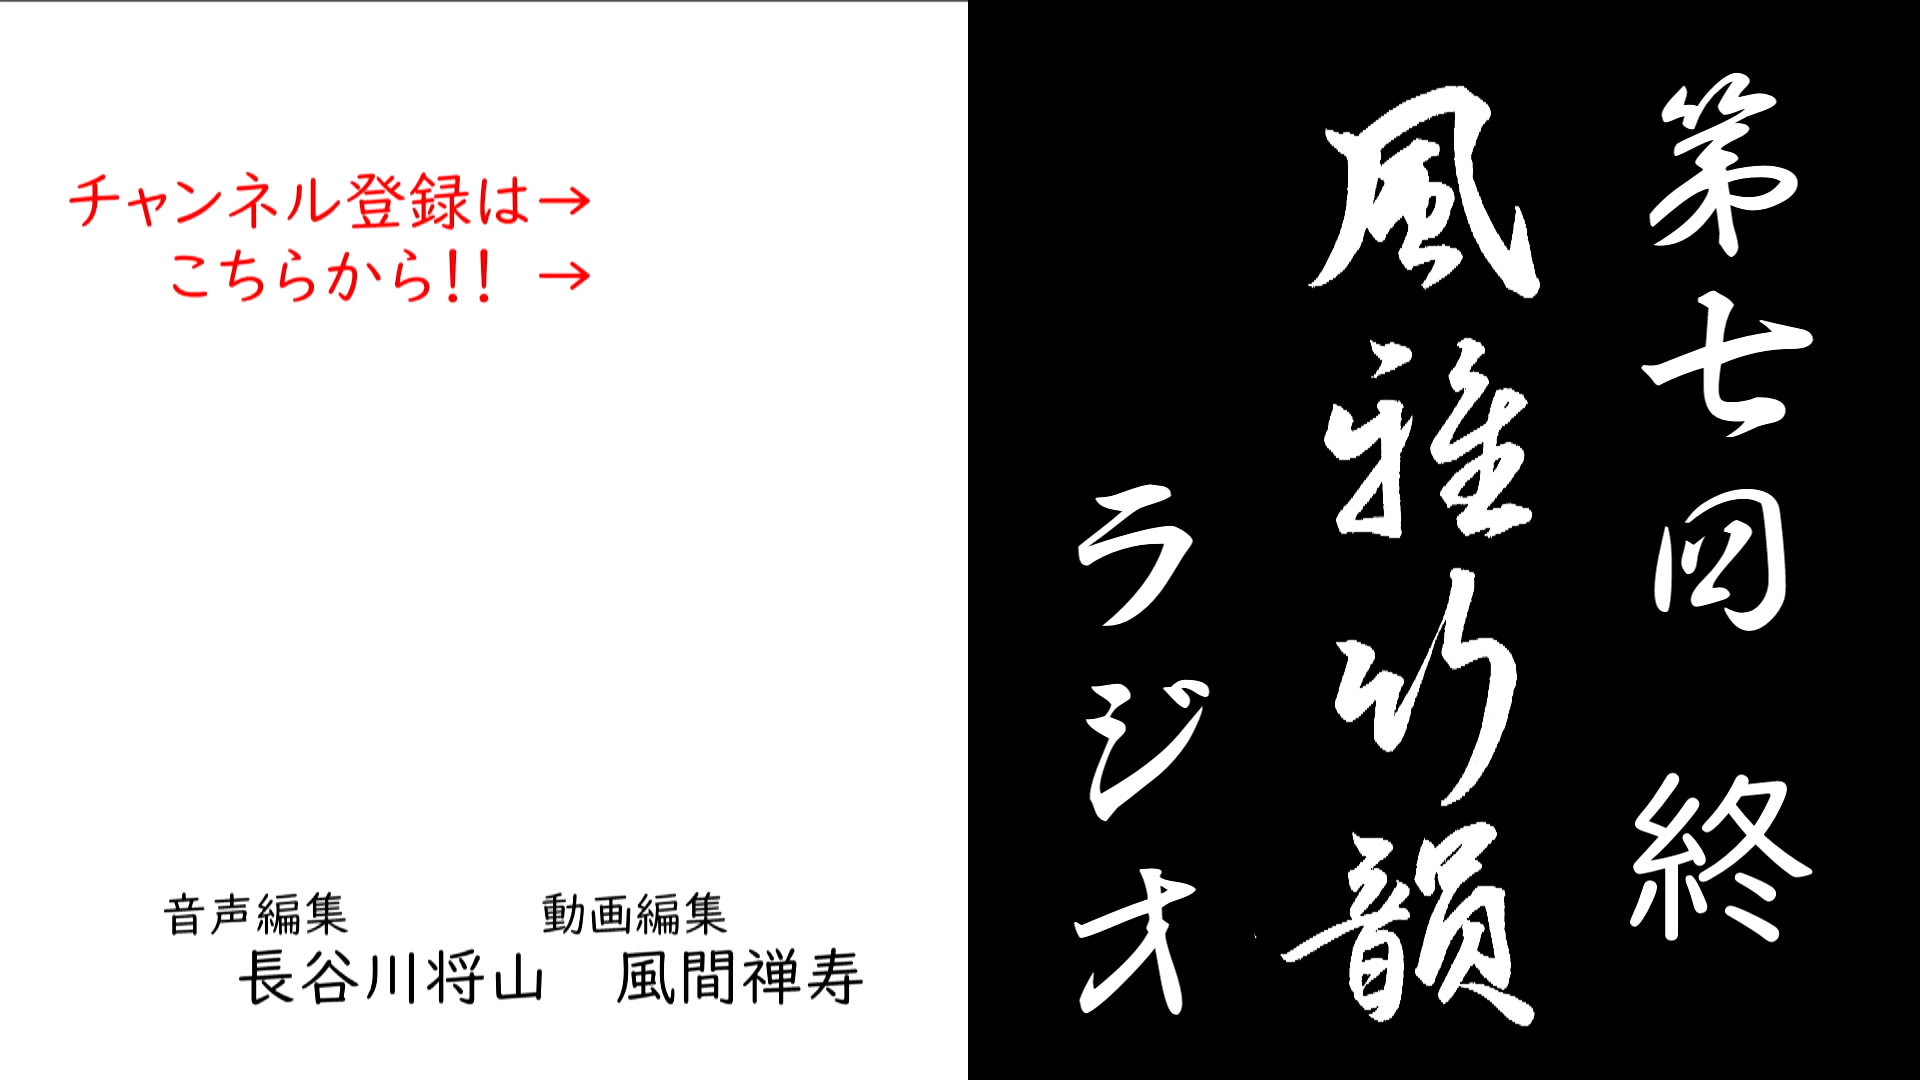 第七回 終
風雅竹韻
ラジオ
チャンネル登録は→
こちらから!! →
音声編集
長谷川将山
動画編集
風間禅寿